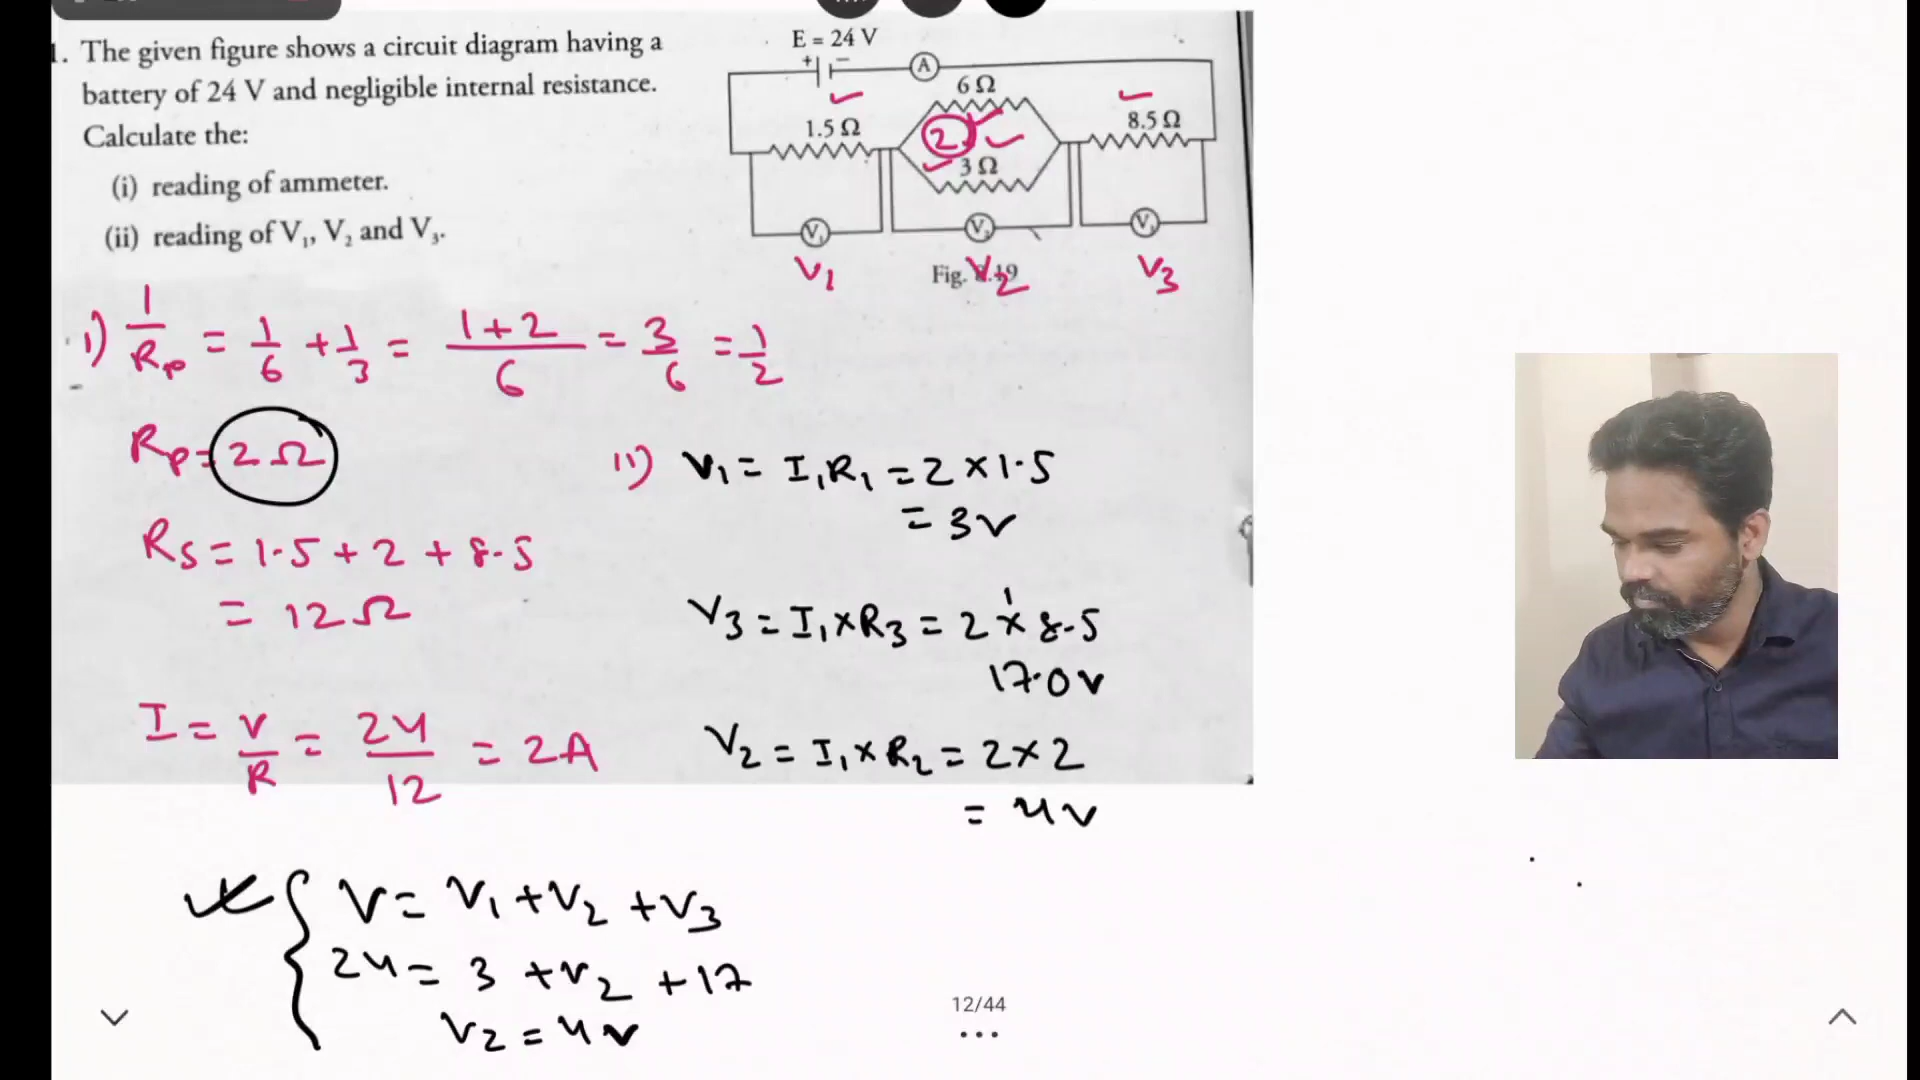 1. The given figure shows a circuit diagram having a
battery of 24 V and negligible internal resistance.
Calculate the:
(i) reading of ammeter.
(ii) reading of V₁, V₂ and V₃.
E = 24 V
+ −
A
6 Ω
1.5 Ω
2
8.5 Ω
3 Ω
V₁ V₂ V₃
V₁ V₂ V₃
Fig. 19
i) 1/Rp = 1/6 + 1/3 = (1+2)/6 = 3/6 = 1/2
Rp = 2 Ω
Rs = 1.5 + 2 + 8.5
= 12 Ω
I = V/R = 24/12 = 2A
ii) V₁ = I₁R₁ = 2 × 1.5
= 3V
V₃ = I₁ × R₃ = 2 × 8.5
1
17.0 V
V₂ = I₁ × R₂ = 2 × 2
= 4V
V = V₁ + V₂ + V₃
24 = 3 + V₂ + 17
V₂ = 4V
12/44